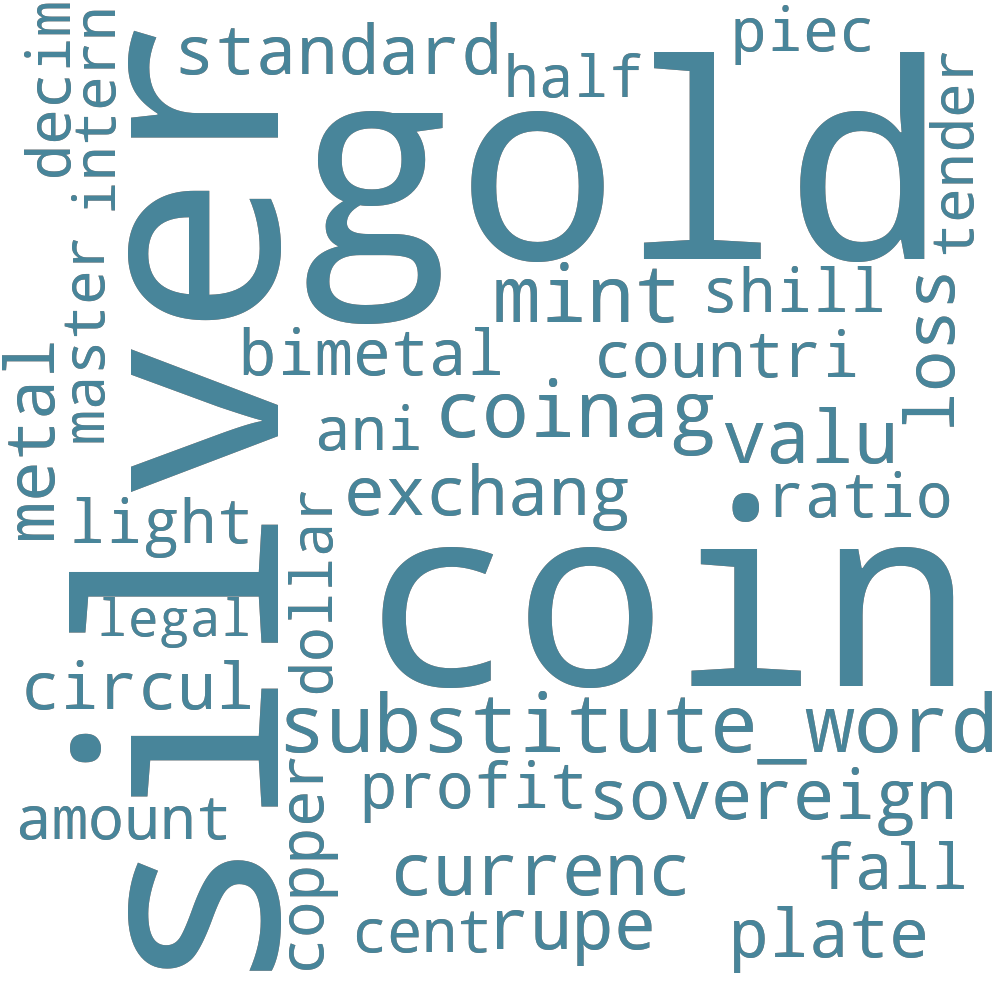 decim
intern
standard
half
piec
tender
silver
gold
master
mint
shill
loss
metal
bimetal
countri
ani
coinag
valu
light
exchang
ratio
legal
dollar
coin
circul
substitute_word
amount
copper
profit
sovereign
currenc
fall
cent
rupe
plate